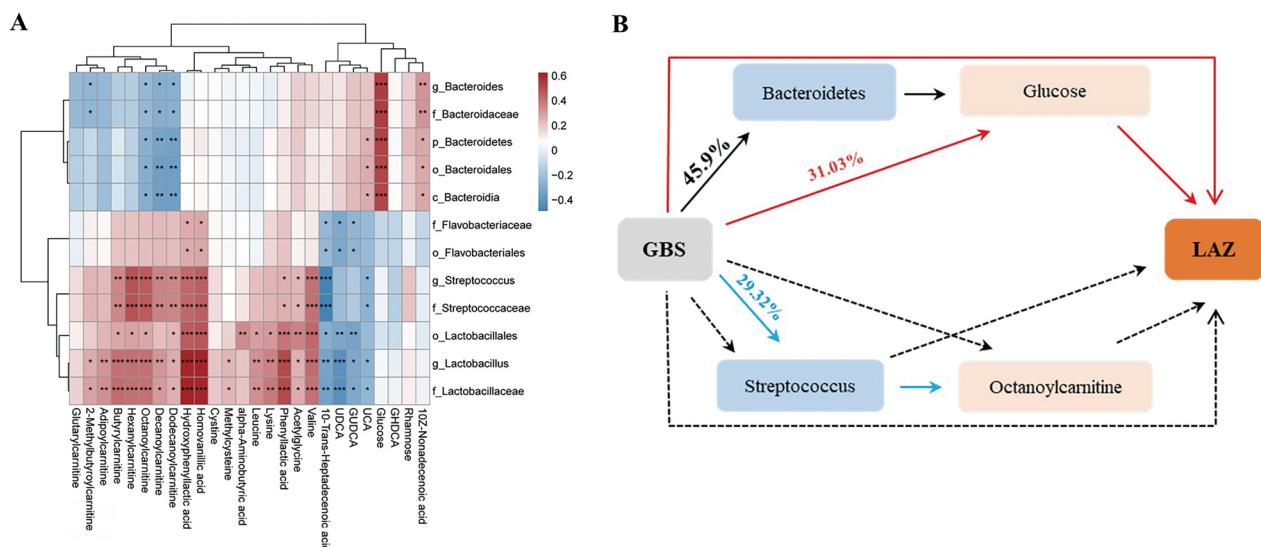 A
0.6
0.4
0.2
0
−0.2
−0.4
g_Bacteroides
f_Bacteroidaceae
p_Bacteroidetes
o_Bacteroidales
c_Bacteroidia
f_Flavobacteriaceae
o_Flavobacteriales
g_Streptococcus
f_Streptococcaceae
o_Lactobacillales
g_Lactobacillus
f_Lactobacillaceae
Glutarylcarnitine
2-Methylbutyroylcarnitine
Adipoylcarnitine
Butyrylcarnitine
Hexanylcarnitine
Octanoylcarnitine
Decanoylcarnitine
Dodecanoylcarnitine
Hydroxyphenyllactic acid
Homovanillic acid
Cystine
Methylcysteine
alpha-Aminobutyric acid
Leucine
Lysine
Phenyllactic acid
Acetylglycine
Valine
10-Trans-Heptadecenoic acid
UDCA
GUDCA
UCA
Glucose
GHDCA
Rhamnose
10Z-Nonadecenoic acid
B
Bacteroidetes
Glucose
45.9%
31.03%
GBS
LAZ
29.32%
Streptococcus
Octanoylcarnitine